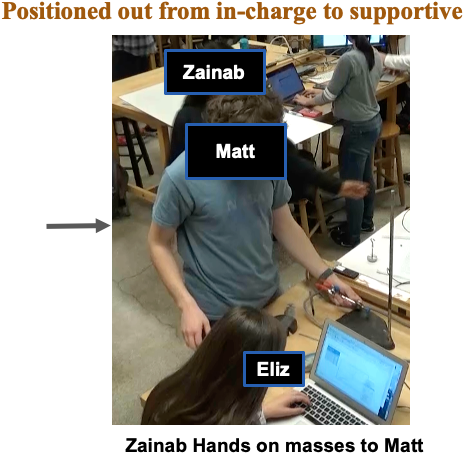 Positioned out from in-charge to supportive
Zainab
Matt
Eliz
Zainab Hands on masses to Matt